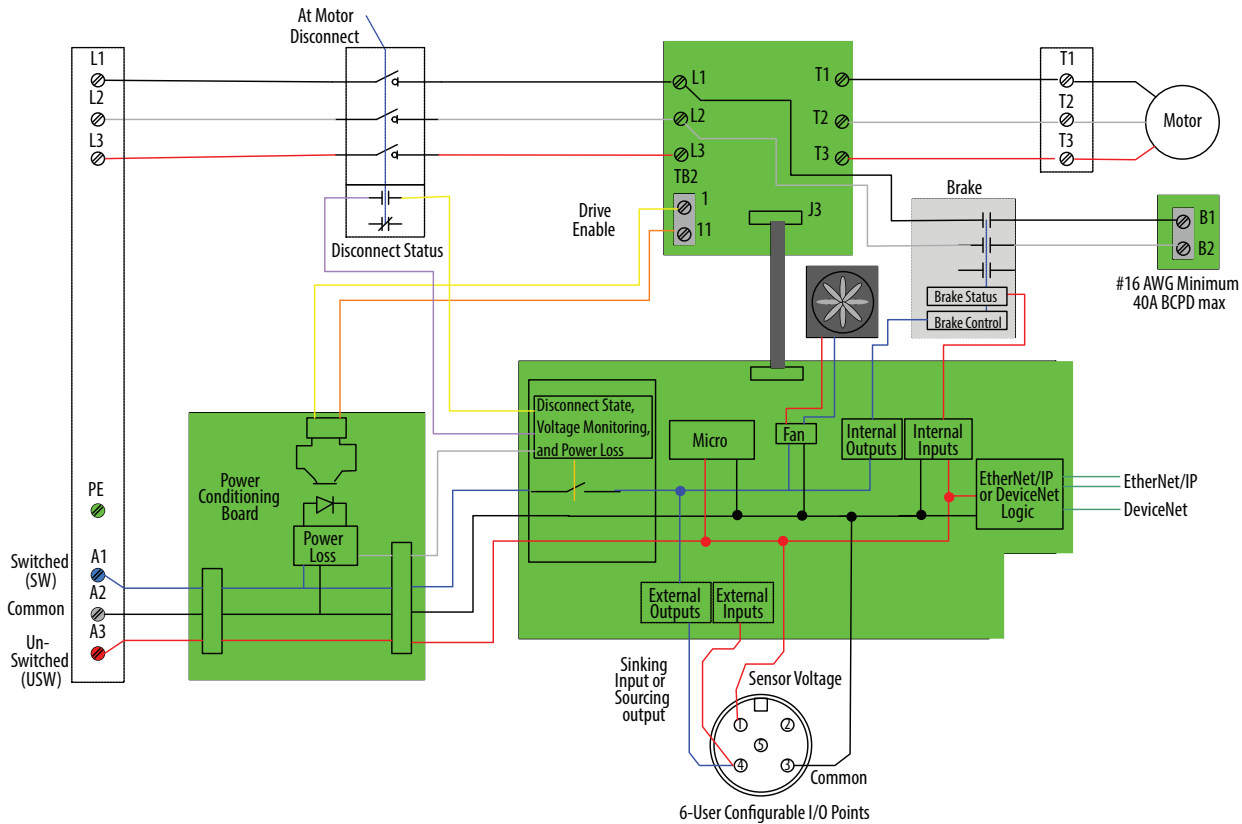 At Motor
Disconnect
L1
L2
L3
Disconnect Status
L1
L2
L3
TB2
1
11
Drive
Enable
J3
T1
T2
T3
T1
T2
T3
Motor
Brake
Brake Status
Brake Control
B1
B2
#16 AWG Minimum
40A BCPD max
Disconnect State,
Voltage Monitoring,
and Power Loss
Micro
Fan
Internal
Outputs
Internal
Inputs
EtherNet/IP
or DeviceNet
Logic
EtherNet/IP
DeviceNet
Power
Conditioning
Board
Power
Loss
PE
Switched
(SW)
A1
A2
Common
A3
Un-
Switched
(USW)
External
Outputs
External
Inputs
Sinking
Input or
Sourcing
output
Sensor Voltage
1
2
5
4
3
Common
6-User Configurable I/O Points